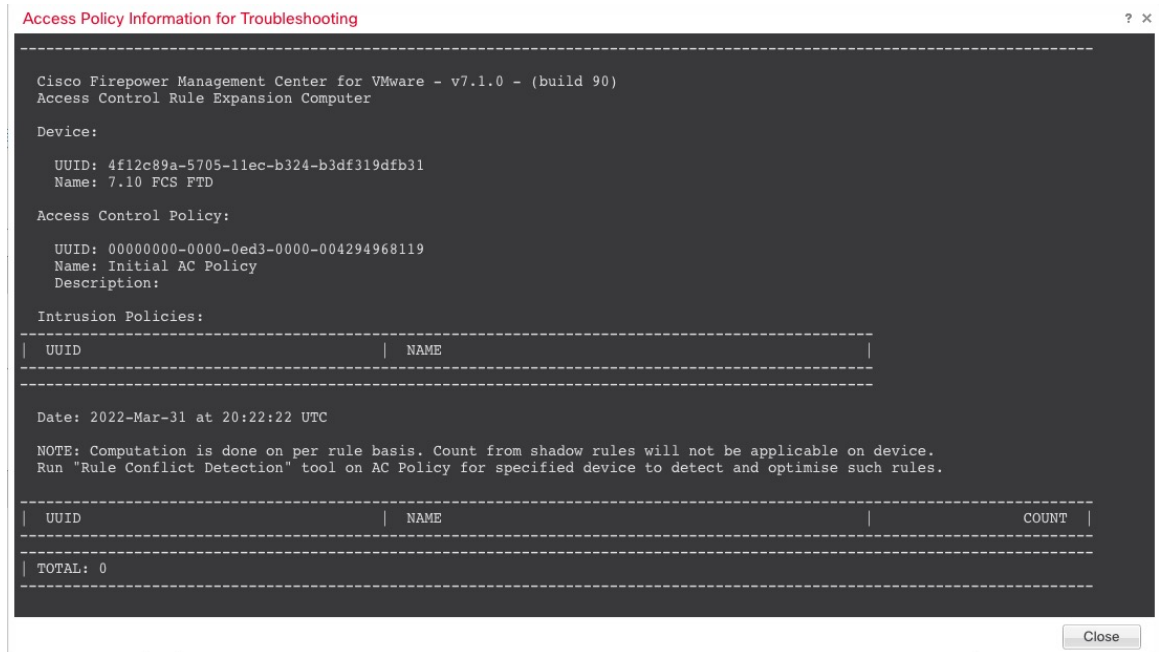 Access Policy Information for Troubleshooting ? ×
--------------------------------------------------------------------------------------------------------------------------
Cisco Firepower Management Center for VMware - v7.1.0 - (build 90)
Access Control Rule Expansion Computer
Device:
UUID: 4f12c89a-5705-11ec-b324-b3df319dfb31
Name: 7.10 FCS FTD
Access Control Policy:
UUID: 00000000-0000-0ed3-0000-004294968119
Name: Initial AC Policy
Description:
Intrusion Policies:
-------------------------------------------------------------------------------------------------
| UUID | NAME |
-------------------------------------------------------------------------------------------------
-------------------------------------------------------------------------------------------------
Date: 2022-Mar-31 at 20:22:22 UTC
NOTE: Computation is done on per rule basis. Count from shadow rules will not be applicable on device.
Run "Rule Conflict Detection" tool on AC Policy for specified device to detect and optimise such rules.
--------------------------------------------------------------------------------------------------------------------------
| UUID | NAME | COUNT |
--------------------------------------------------------------------------------------------------------------------------
--------------------------------------------------------------------------------------------------------------------------
| TOTAL: 0
--------------------------------------------------------------------------------------------------------------------------
Close